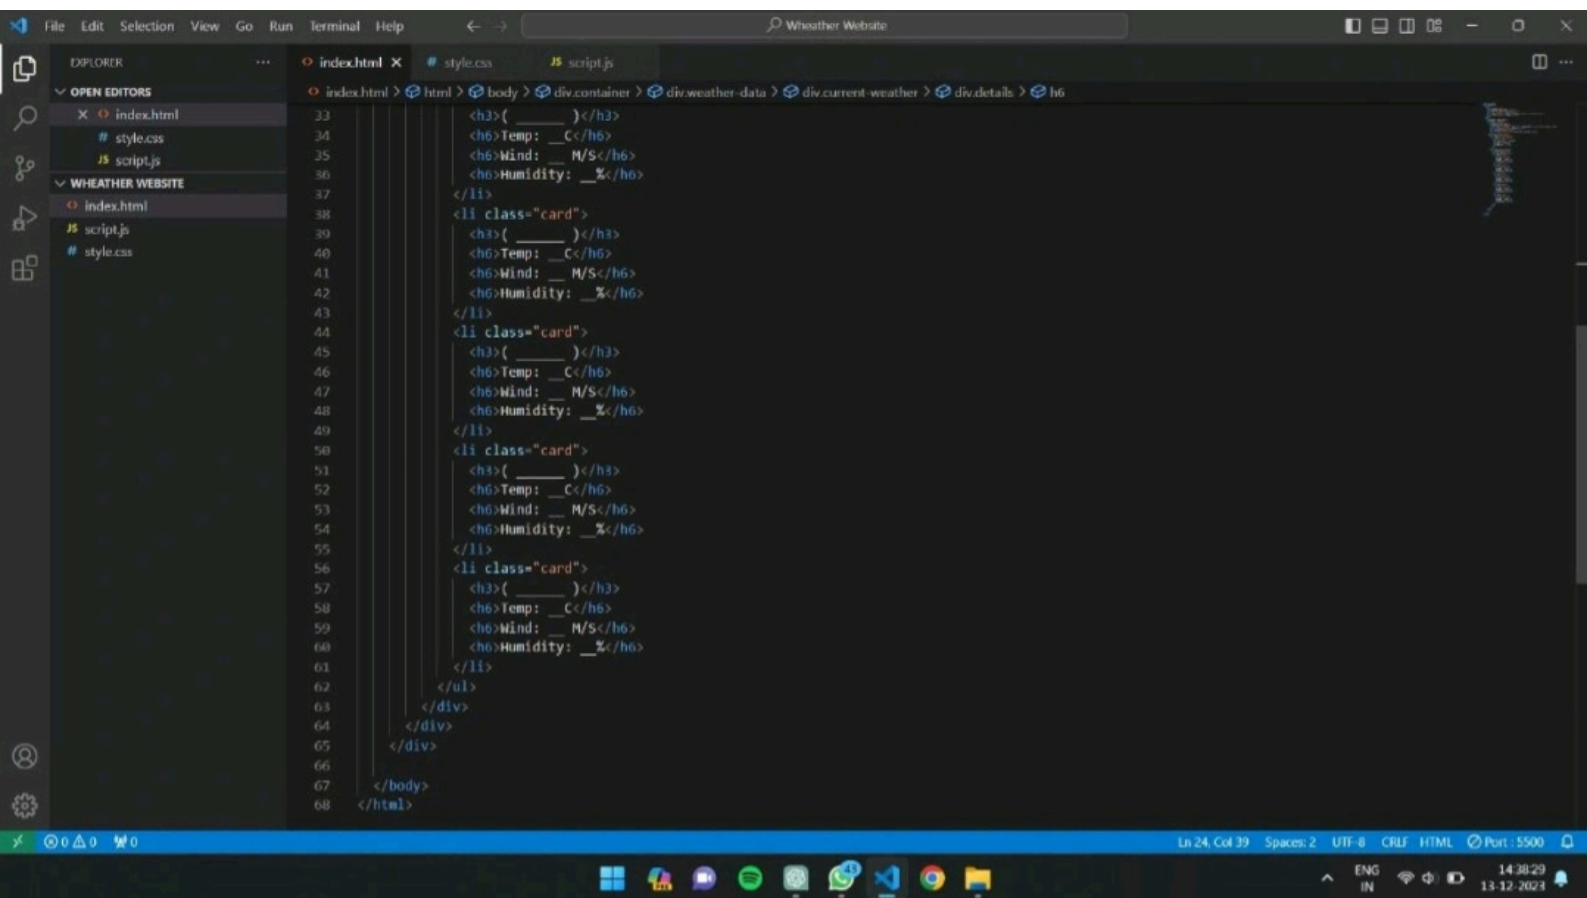 File Edit Selection View Go Run Terminal Help
Wheather Website
EXPLORER
index.html
style.css
JS script.js
OPEN EDITORS
index.html > html > body > div.container > div.weather-data > div.current-weather > div.details > h6
index.html
# style.css
JS script.js
WHEATHER WEBSITE
index.html
JS script.js
# style.css
33 <h3>( ______ )</h3>
34 <h6>Temp: __C</h6>
35 <h6>Wind: __ M/S</h6>
36 <h6>Humidity: __%</h6>
37 </li>
38 <li class="card">
39 <h3>( ______ )</h3>
40 <h6>Temp: __C</h6>
41 <h6>Wind: __ M/S</h6>
42 <h6>Humidity: __%</h6>
43 </li>
44 <li class="card">
45 <h3>( ______ )</h3>
46 <h6>Temp: __C</h6>
47 <h6>Wind: __ M/S</h6>
48 <h6>Humidity: __%</h6>
49 </li>
50 <li class="card">
51 <h3>( ______ )</h3>
52 <h6>Temp: __C</h6>
53 <h6>Wind: __ M/S</h6>
54 <h6>Humidity: __%</h6>
55 </li>
56 <li class="card">
57 <h3>( ______ )</h3>
58 <h6>Temp: __C</h6>
59 <h6>Wind: __ M/S</h6>
60 <h6>Humidity: __%</h6>
61 </li>
62 </ul>
63 </div>
64 </div>
65 </div>
66
67 </body>
68 </html>
0 0 0
Ln 24, Col 39 Spaces: 2 UTF-8 CRLF HTML Port : 5500
43
ENG
IN
14:38:29
13-12-2023